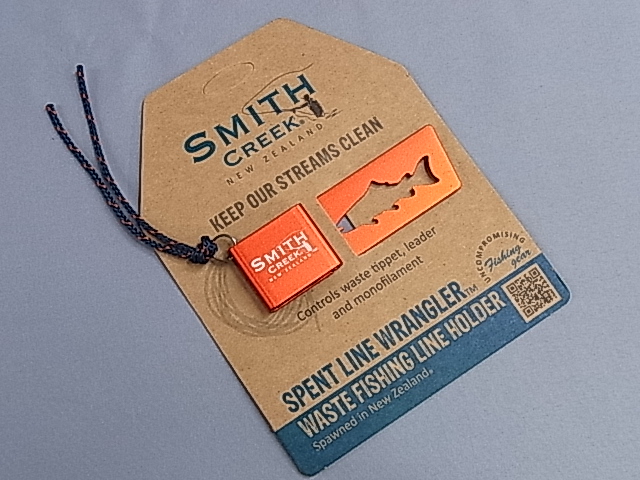 SMITH
CREEK®
NEW ZEALAND
KEEP OUR STREAMS CLEAN
SMITH
CREEK®
NEW ZEALAND
Controls waste tippet, leader
and monofilament
UNCOMPROMISING
Fishing
gear
SPENT LINE WRANGLER™
WASTE FISHING LINE HOLDER
Spawned in New Zealand®